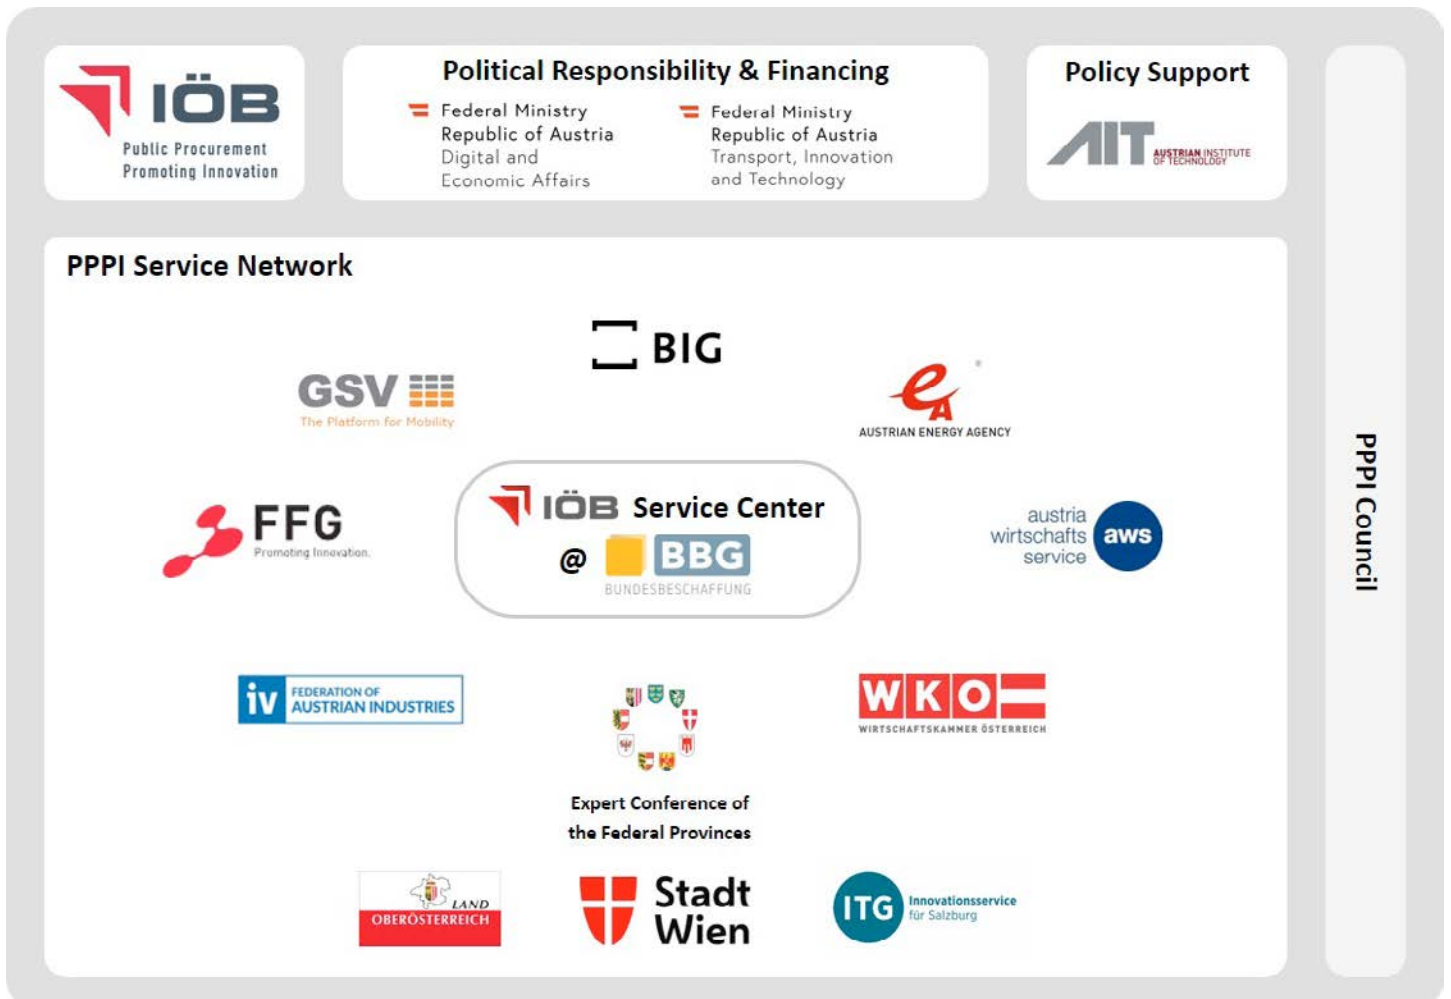 IÖB
Public Procurement
Promoting Innovation
Political Responsibility & Financing
Federal Ministry
Republic of Austria
Digital and
Economic Affairs
Federal Ministry
Republic of Austria
Transport, Innovation
and Technology
Policy Support
AIT
AUSTRIAN INSTITUTE
OF TECHNOLOGY
PPPI Council
PPPI Service Network
BIG
GSV
The Platform for Mobility
eA
®
AUSTRIAN ENERGY AGENCY
FFG
Promoting Innovation.
IÖB Service Center
@ BBG
BUNDESBESCHAFFUNG
austria
wirtschafts
service
aws
iv
FEDERATION OF
AUSTRIAN INDUSTRIES
WKO
WIRTSCHAFTSKAMMER ÖSTERREICH
Expert Conference of
the Federal Provinces
LAND
OBERÖSTERREICH
Stadt
Wien
ITG
Innovationsservice
für Salzburg